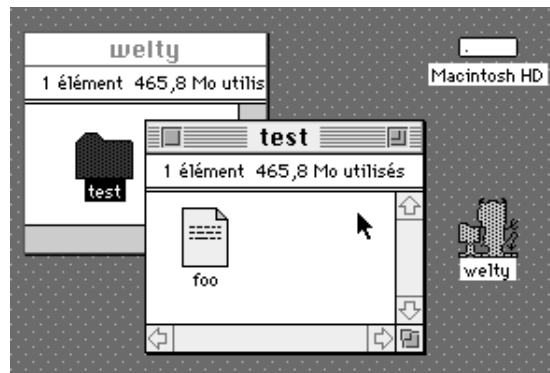 welty
1 élément 465,8 Mo utilis
test
test
1 élément 465,8 Mo utilisés
foo
Macintosh HD
welty